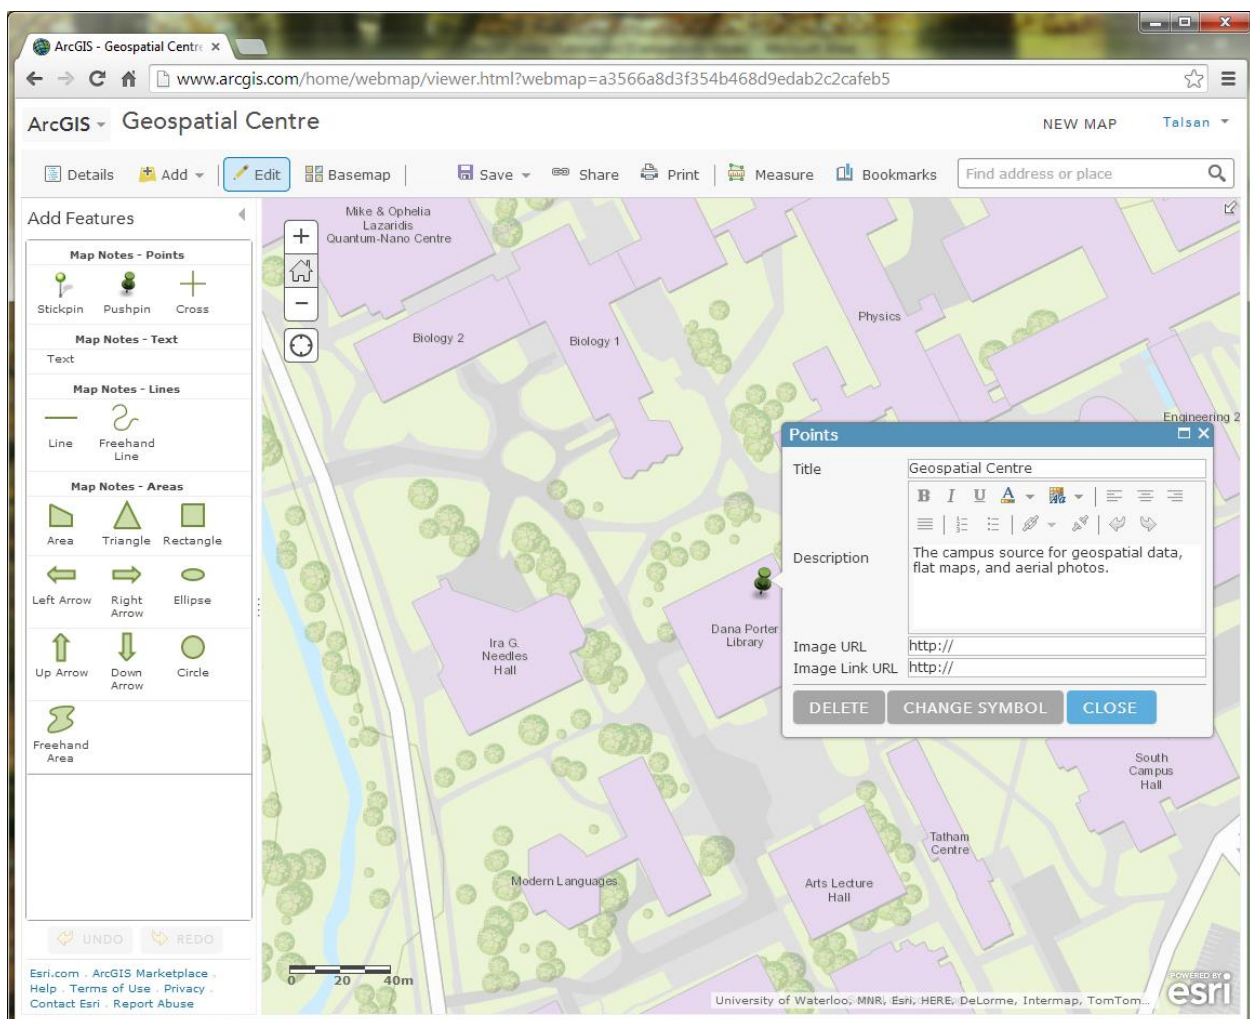 ArcGIS - Geospatial Centre
www.arcgis.com/home/webmap/viewer.html?webmap=a3566a8d3f354b468d9edab2c2cafeb5
ArcGIS Geospatial Centre NEW MAP Talsan
Details Add Edit Basemap Save Share Print Measure Bookmarks Find address or place
Add Features
Map Notes - Points
Stickpin Pushpin Cross
Map Notes - Text
Text
Map Notes - Lines
Line Freehand
Line
Map Notes - Areas
Area Triangle Rectangle
Left Arrow Right
Arrow
Ellipse
Up Arrow Down
Arrow
Circle
Freehand
Area
UNDO REDO
Esri.com . ArcGIS Marketplace .
Help . Terms of Use . Privacy .
Contact Esri . Report Abuse
Mike & Ophelia
Lazaridis
Quantum-Nano Centre
Biology 2
Biology 1
Physics
Engineering 2
Points
Title Geospatial Centre
B I U A Aa
Description
The campus source for geospatial data,
flat maps, and aerial photos.
Image URL http://
Image Link URL http://
DELETE CHANGE SYMBOL CLOSE
Dana Porter
Library
Ira G.
Needles
Hall
South
Campus
Hall
Tatham
Centre
Modern Languages
Arts Lecture
Hall
0 20 40m
University of Waterloo, MNR, Esri, HERE, DeLorme, Intermap, TomTom...
POWERED BY
esri